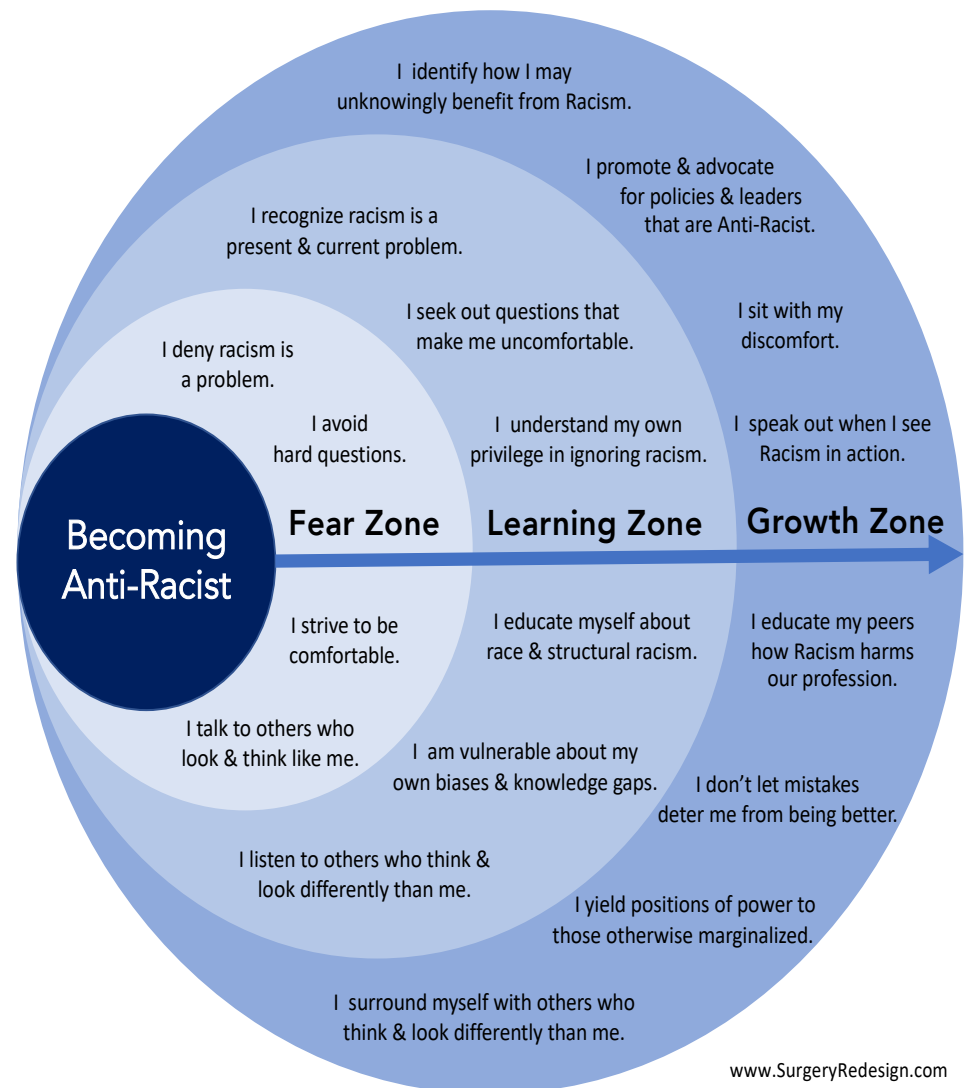 I  identify how I may
unknowingly benefit from Racism.
I promote & advocate
for policies & leaders
that are Anti-Racist.
I recognize racism is a
present & current problem.
I seek out questions that
make me uncomfortable.
I sit with my
discomfort.
I deny racism is
a problem.
I avoid
hard questions.
I  understand my own
privilege in ignoring racism.
I  speak out when I see
Racism in action.
Becoming
Anti-Racist
Fear Zone
Learning Zone
Growth Zone
I strive to be
comfortable.
I educate myself about
race & structural racism.
I educate my peers
how Racism harms
our profession.
I talk to others who
look & think like me.
I  am vulnerable about my
own biases & knowledge gaps.
I don’t let mistakes
deter me from being better.
I listen to others who think &
look differently than me.
I yield positions of power to
those otherwise marginalized.
I  surround myself with others who
think & look differently than me.
www.SurgeryRedesign.com